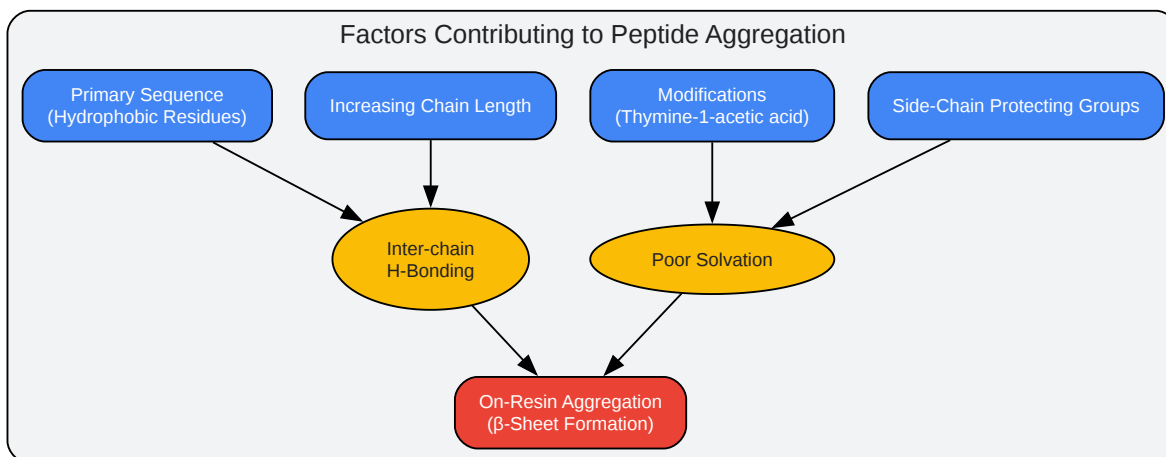 Factors Contributing to Peptide Aggregation
Primary Sequence
(Hydrophobic Residues)
Increasing Chain Length
Modifications
(Thymine-1-acetic acid)
Side-Chain Protecting Groups
Inter-chain
H-Bonding
Poor Solvation
On-Resin Aggregation
(β-Sheet Formation)